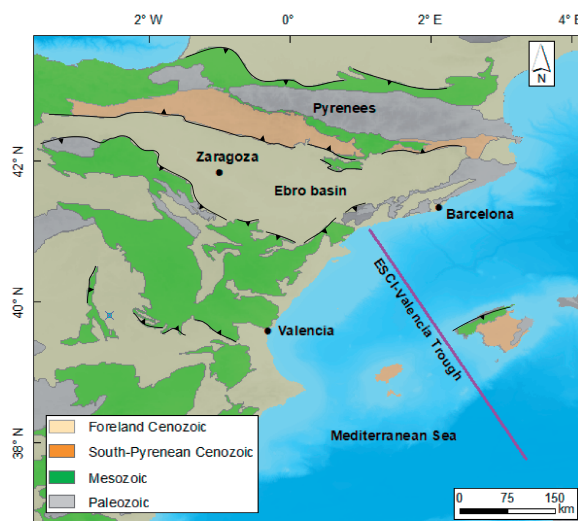 2° W 0° 2° E 4° E
N
Pyrenees
42° N
Zaragoza
Ebro basin
Barcelona
ESCI-Valencia Trough
40° N
Valencia
Foreland Cenozoic
South-Pyrenean Cenozoic
Mesozoic
Paleozoic
38° N
Mediterranean Sea
0 75 150
km